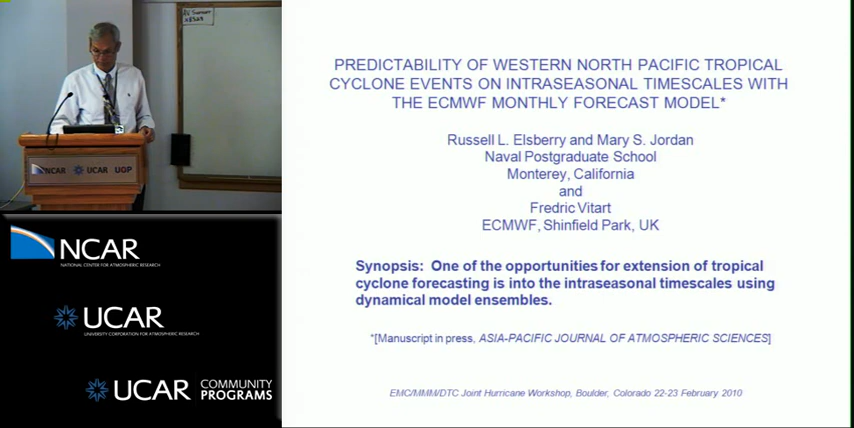 NCAR UCAR UOP
NCAR
NATIONAL CENTER FOR ATMOSPHERIC RESEARCH
UCAR
UNIVERSITY CORPORATION FOR ATMOSPHERIC RESEARCH
UCAR COMMUNITY PROGRAMS
PREDICTABILITY OF WESTERN NORTH PACIFIC TROPICAL
CYCLONE EVENTS ON INTRASEASONAL TIMESCALES WITH
THE ECMWF MONTHLY FORECAST MODEL*
Russell L. Elsberry and Mary S. Jordan
Naval Postgraduate School
Monterey, California
and
Fredric Vitart
ECMWF, Shinfield Park, UK
Synopsis: One of the opportunities for extension of tropical
cyclone forecasting is into the intraseasonal timescales using
dynamical model ensembles.
*[Manuscript in press, ASIA-PACIFIC JOURNAL OF ATMOSPHERIC SCIENCES]
EMC/MMM/DTC Joint Hurricane Workshop, Boulder, Colorado 22-23 February 2010